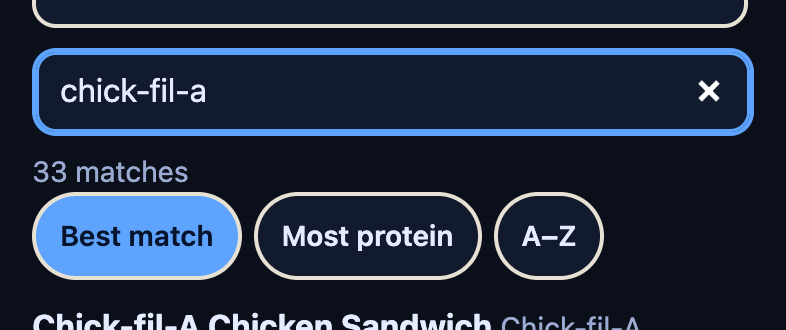 chick-fil-a ×
33 matches
Best match Most protein A–Z
Chick-fil-A Chicken Sandwich Chick-fil-A